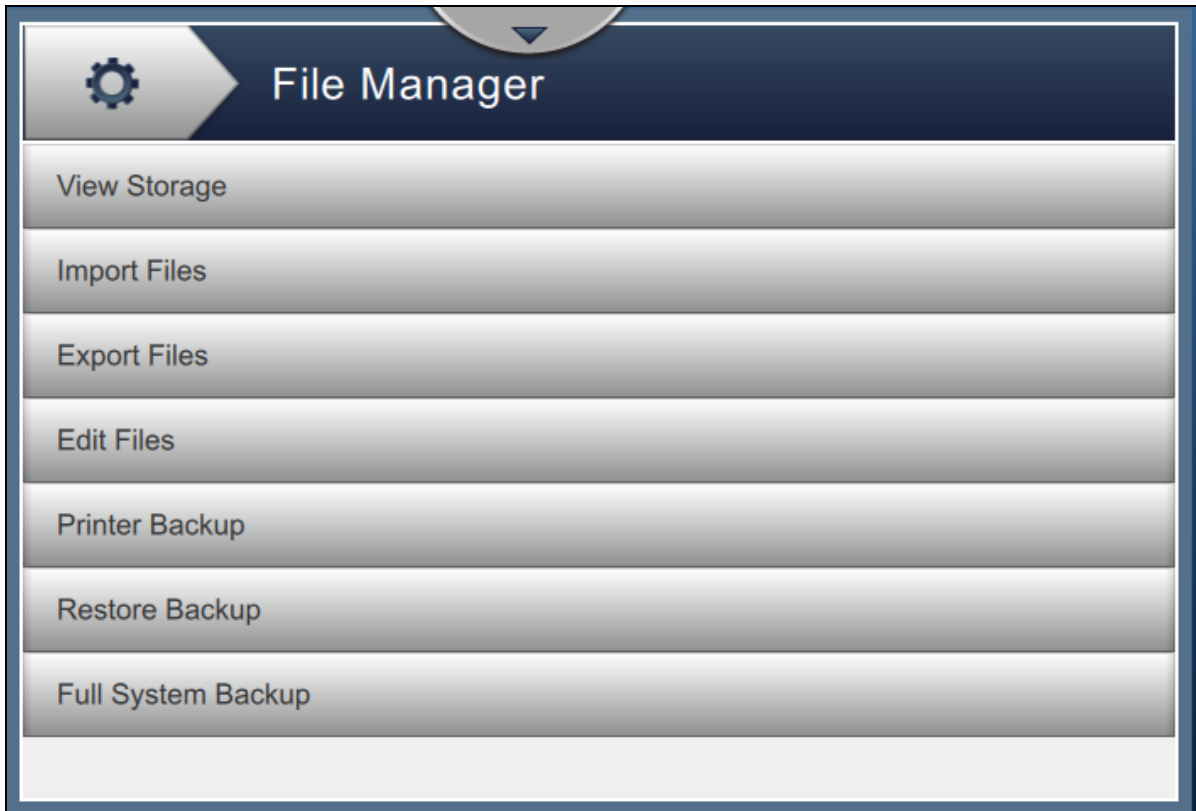 File Manager
View Storage
Import Files
Export Files
Edit Files
Printer Backup
Restore Backup
Full System Backup